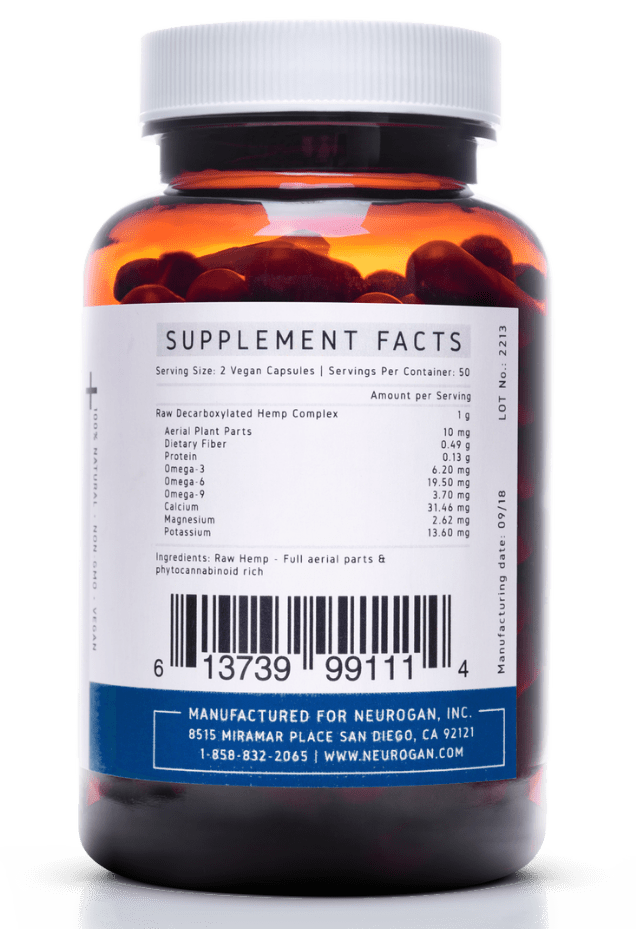 SUPPLEMENT FACTS
Serving Size: 2 Vegan Capsules | Servings Per Container: 50
Amount per Serving
Raw Decarboxylated Hemp Complex 1 g
Aerial Plant Parts 10 mg
Dietary Fiber 0.49 g
Protein 0.13 g
Omega-3 6.20 mg
Omega-6 19.50 mg
Omega-9 3.70 mg
Calcium 31.46 mg
Magnesium 2.62 mg
Potassium 13.60 mg
Ingredients: Raw Hemp - Full aerial parts &
phytocannabinoid rich
6 13739 99111 4
MANUFACTURED FOR NEUROGAN, INC.
8515 MIRAMAR PLACE SAN DIEGO, CA 92121
1-858-832-2065 | WWW.NEUROGAN.COM
100% NATURAL · NON GMO · VEGAN
Manufacturing date: 09/18 LOT No.: 2213